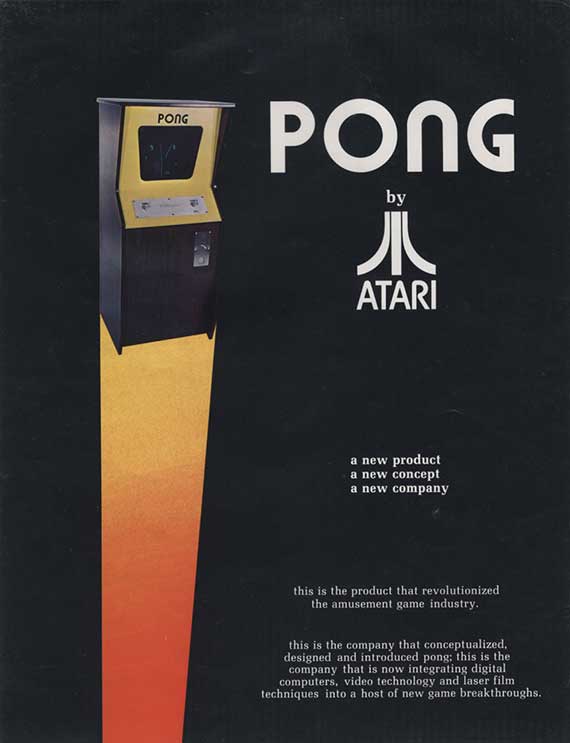 PONG
PONG
by
ATARI
a new product
a new concept
a new company
this is the product that revolutionized
the amusement game industry.
this is the company that conceptualized,
designed and introduced pong; this is the
company that is now integrating digital
computers, video technology and laser film
techniques into a host of new game breakthroughs.